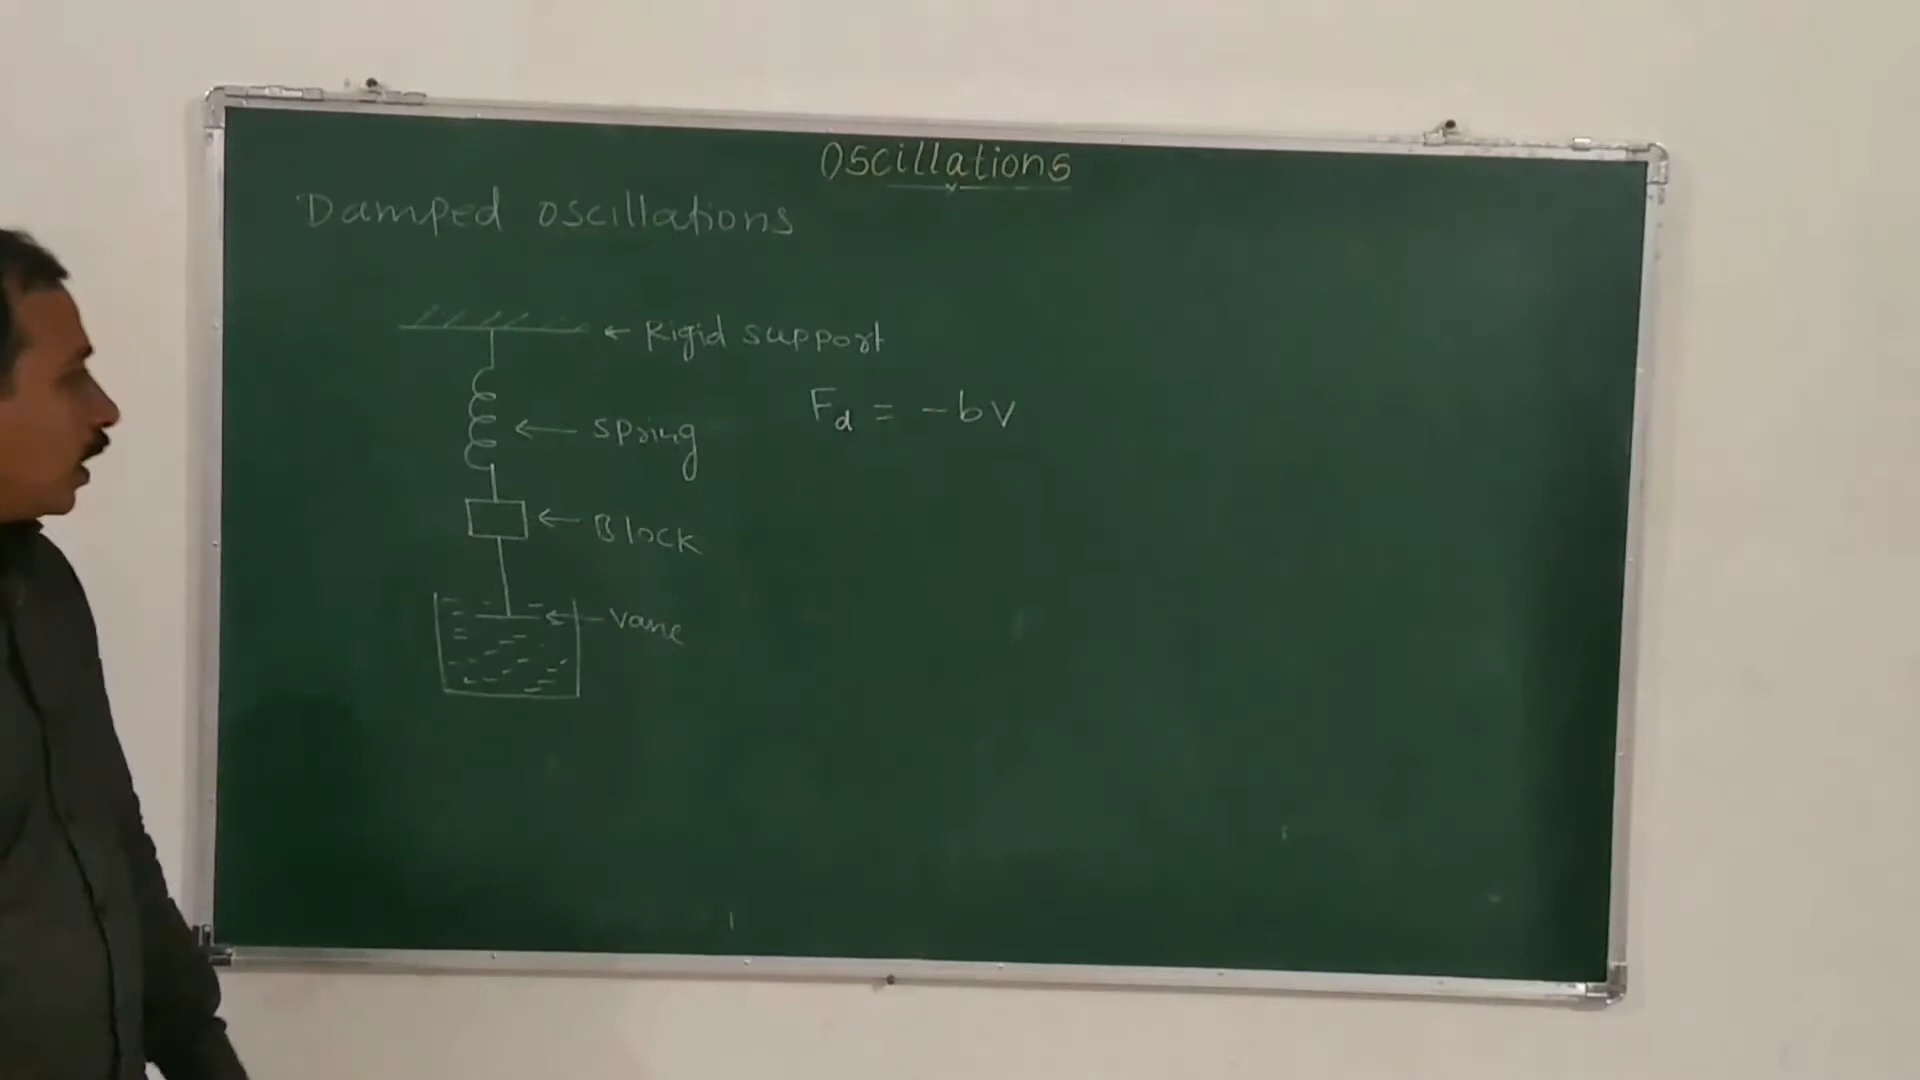 Oscillations
Damped oscillations
← Rigid support
F_d = -bv
← spring
← Block
← vane